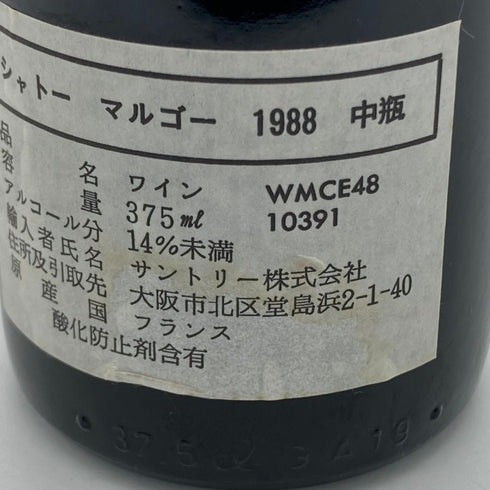 シャトー マルゴー 1988 中瓶
品名 ワイン WMCE48
容量 375ml 10391
アルコール分 14%未満
輸入者氏名 サントリー株式会社
住所及引取先 大阪市北区堂島浜2-1-40
原産国 フランス
酸化防止剤含有